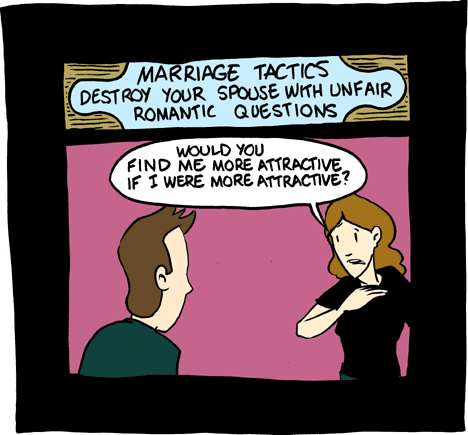 MARRIAGE TACTICS
DESTROY YOUR SPOUSE WITH UNFAIR
ROMANTIC QUESTIONS
WOULD YOU
FIND ME MORE ATTRACTIVE
IF I WERE MORE ATTRACTIVE?